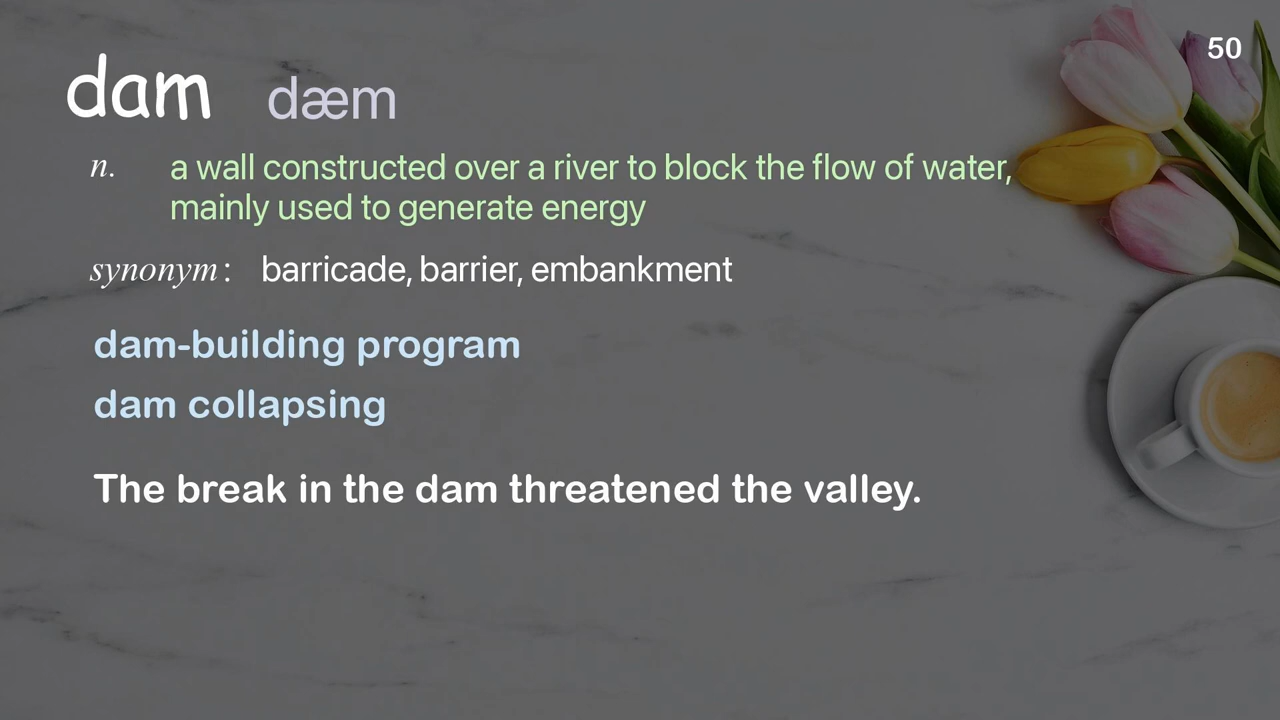 50
dam dæm
n. a wall constructed over a river to block the flow of water,
mainly used to generate energy
synonym: barricade, barrier, embankment
dam-building program
dam collapsing
The break in the dam threatened the valley.